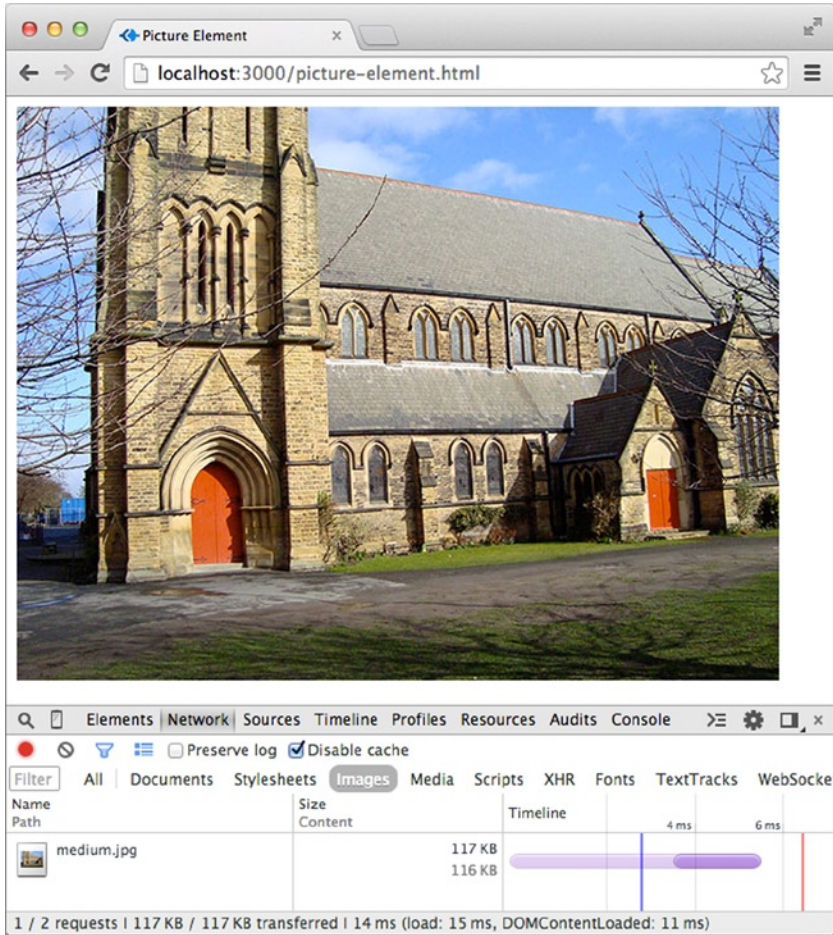 Picture Element
localhost:3000/picture-element.html
Elements Network Sources Timeline Profiles Resources Audits Console
Preserve log Disable cache
Filter All Documents Stylesheets Images Media Scripts XHR Fonts TextTracks WebSocke
Name Size Timeline
Path Content 4 ms 6 ms
medium.jpg 117 KB
116 KB
1 / 2 requests | 117 KB / 117 KB transferred | 14 ms (load: 15 ms, DOMContentLoaded: 11 ms)